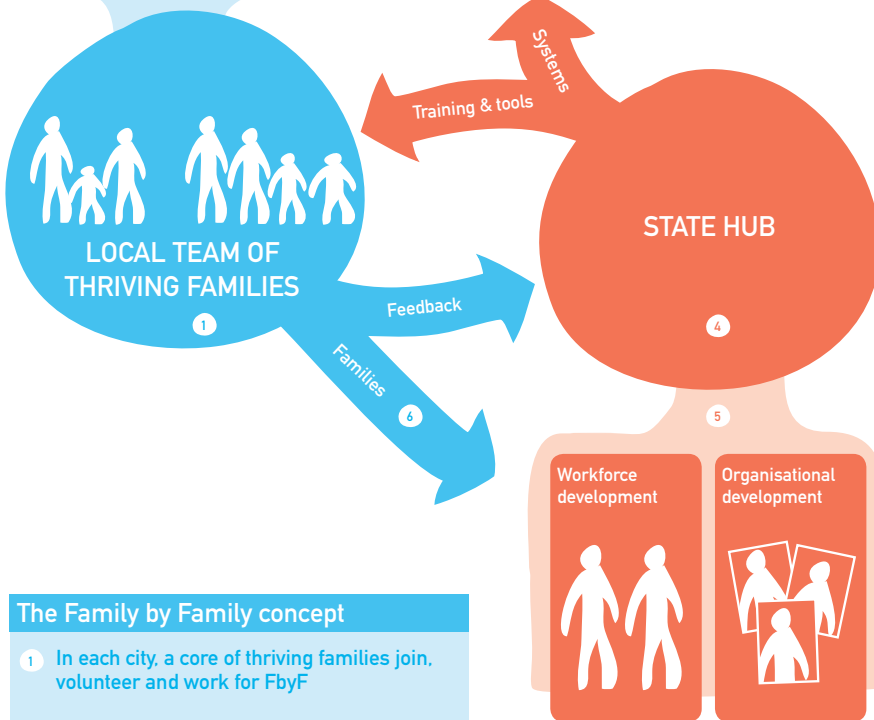 Systems
Training & tools
LOCAL TEAM OF
THRIVING FAMILIES
1
STATE HUB
4
Feedback
Families
6
5
Workforce
development
Organisational
development
The Family by Family concept
1 In each city, a core of thriving families join,
volunteer and work for FbyF